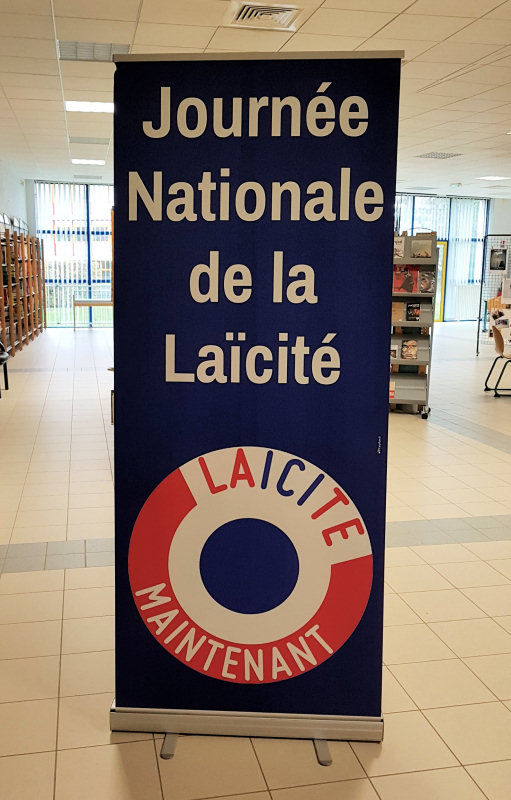 Journée
Nationale
de la
Laïcité
LAICITE
MAINTENANT